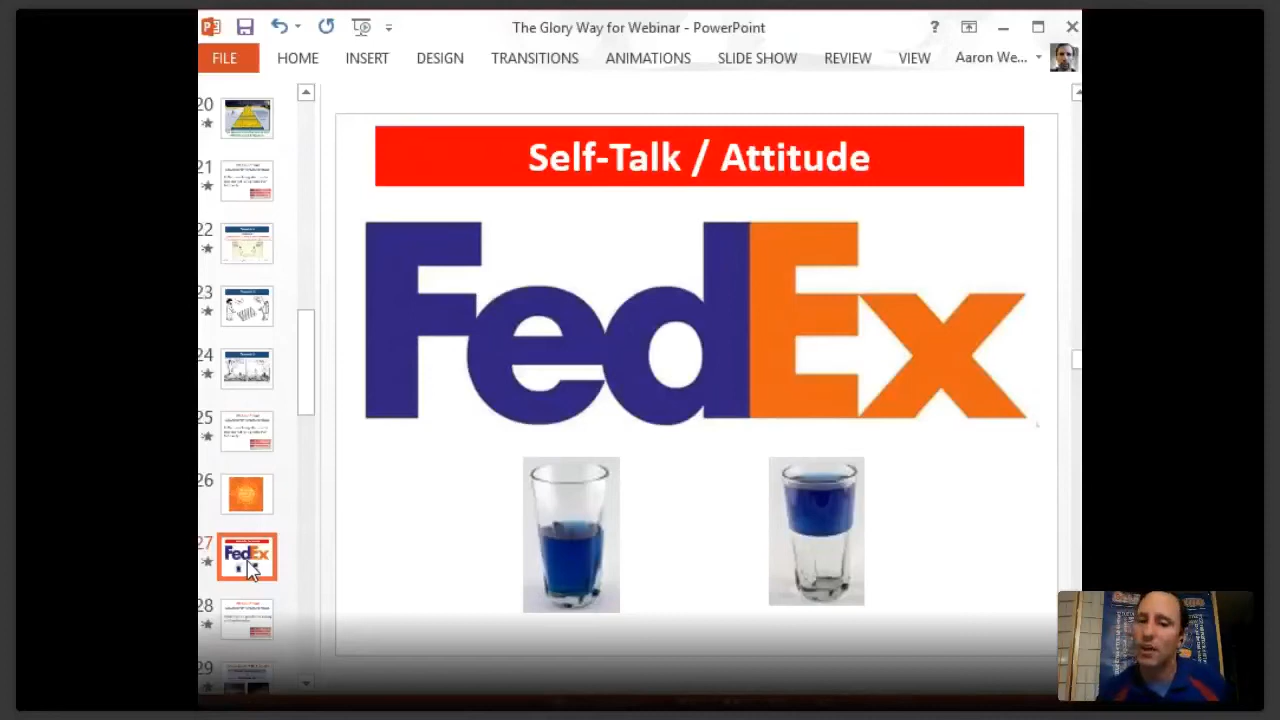 The Glory Way for Webinar - PowerPoint
?
FILE
HOME
INSERT
DESIGN
TRANSITIONS
ANIMATIONS
SLIDE SHOW
REVIEW
VIEW
Aaron We...
20
21
22
23
24
25
26
27
FedEx
28
29
Self-Talk / Attitude
FedEx